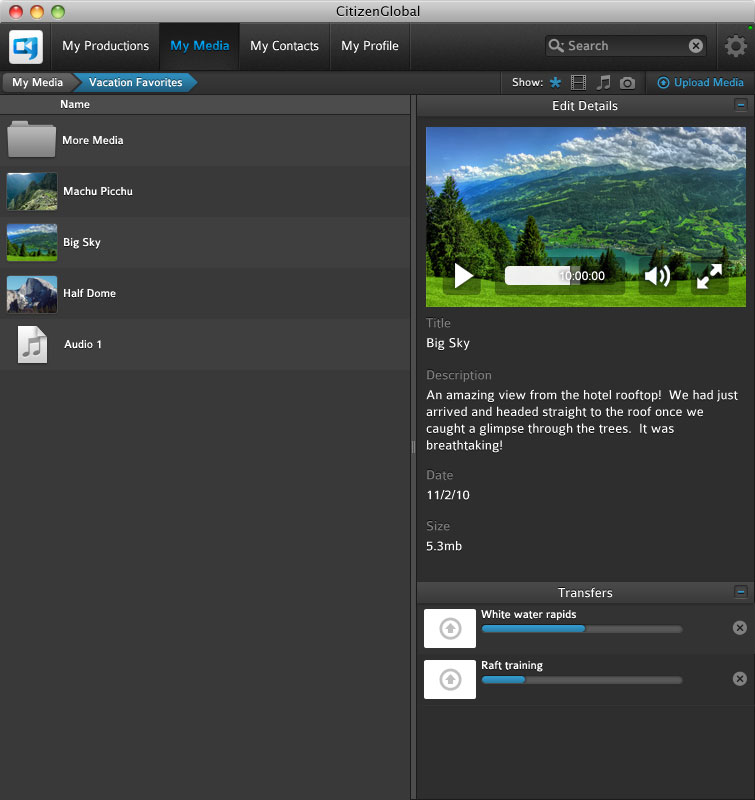 CitizenGlobal
My Productions
My Media
My Contacts
My Profile
Search
My Media
Vacation Favorites
Show:
Upload Media
Name
More Media
Machu Picchu
Big Sky
Half Dome
Audio 1
Edit Details
10:00:00
Title
Big Sky
Description
An amazing view from the hotel rooftop! We had just
arrived and headed straight to the roof once we
caught a glimpse through the trees. It was
breathtaking!
Date
11/2/10
Size
5.3mb
Transfers
White water rapids
Raft training